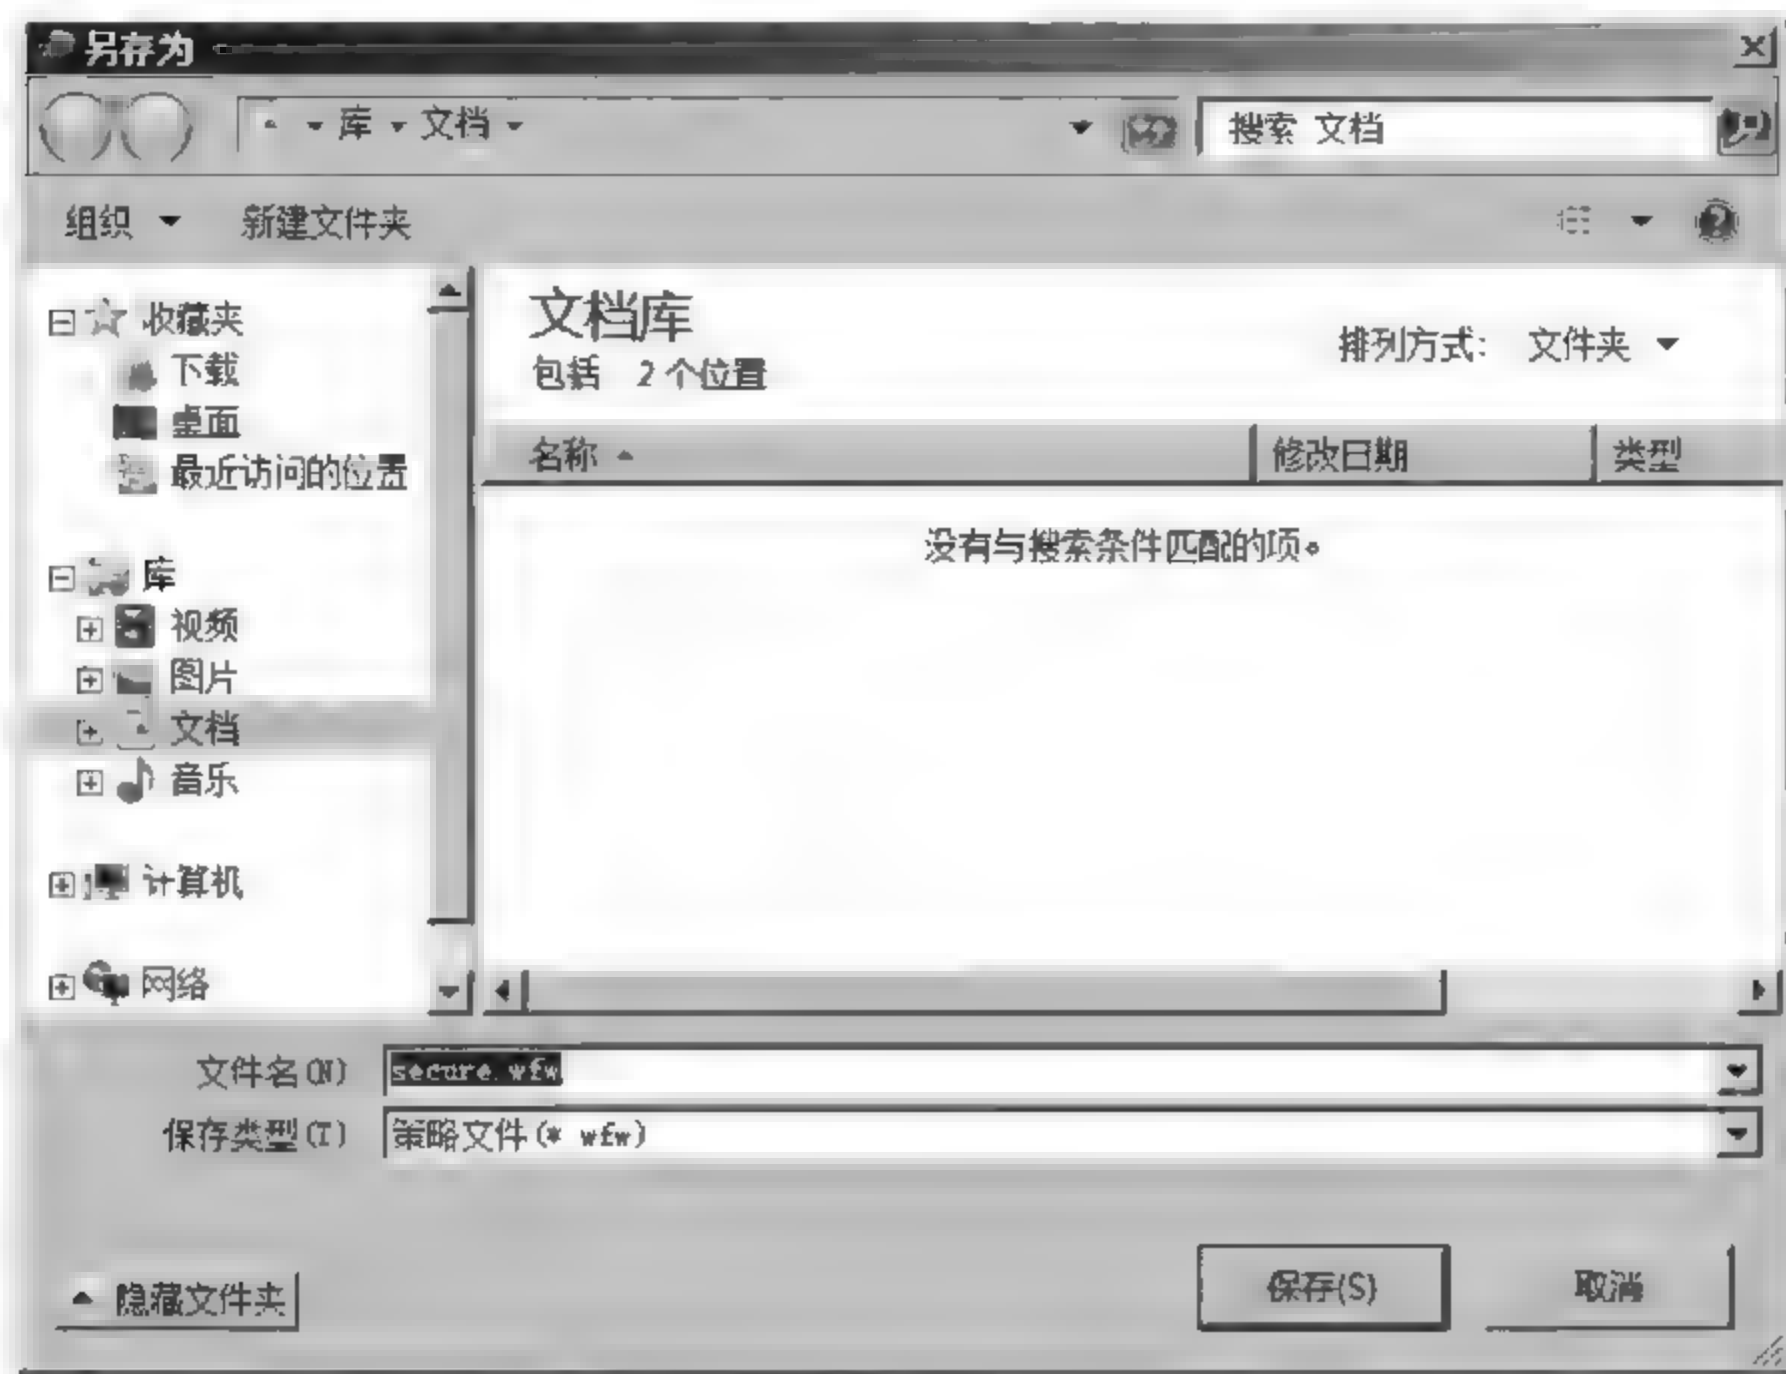 另存为
库 文档
搜索 文档
组织 新建文件夹
收藏夹
下载
桌面
最近访问的位置
库
视频
图片
文档
音乐
计算机
网络
文档库
包括 2 个位置
排列方式: 文件夹
名称 修改日期 类型
没有与搜索条件匹配的项。
文件名(N) secure.wfw
保存类型(T) 策略文件(* wfw)
隐藏文件夹 保存(S) 取消